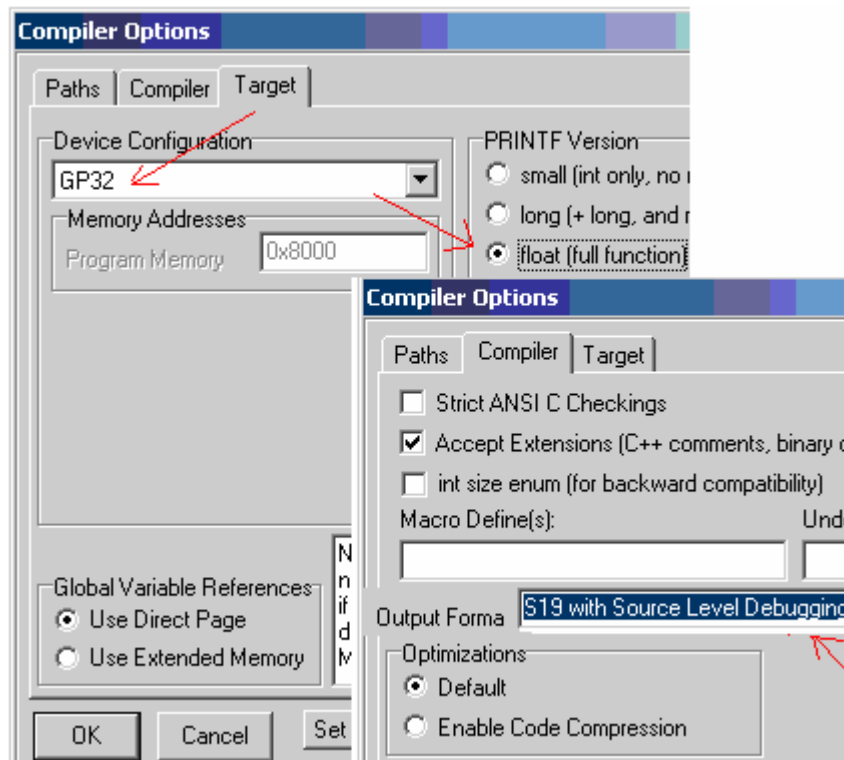 Compiler Options
Paths Compiler Target
Device Configuration
GP32
Memory Addresses
Program Memory 0x8000
PRINTF Version
small (int only, no
long (+ long, and
float (full function)
Global Variable References
Use Direct Page
Use Extended Memory
N
n
if
d
M
OK Cancel Set
Compiler Options
Paths Compiler Target
Strict ANSI C Checkings
Accept Extensions (C++ comments, binary
int size enum (for backward compatibility)
Macro Define(s):
Output Forma S19 with Source Level Debugging
Optimizations
Default
Enable Code Compression